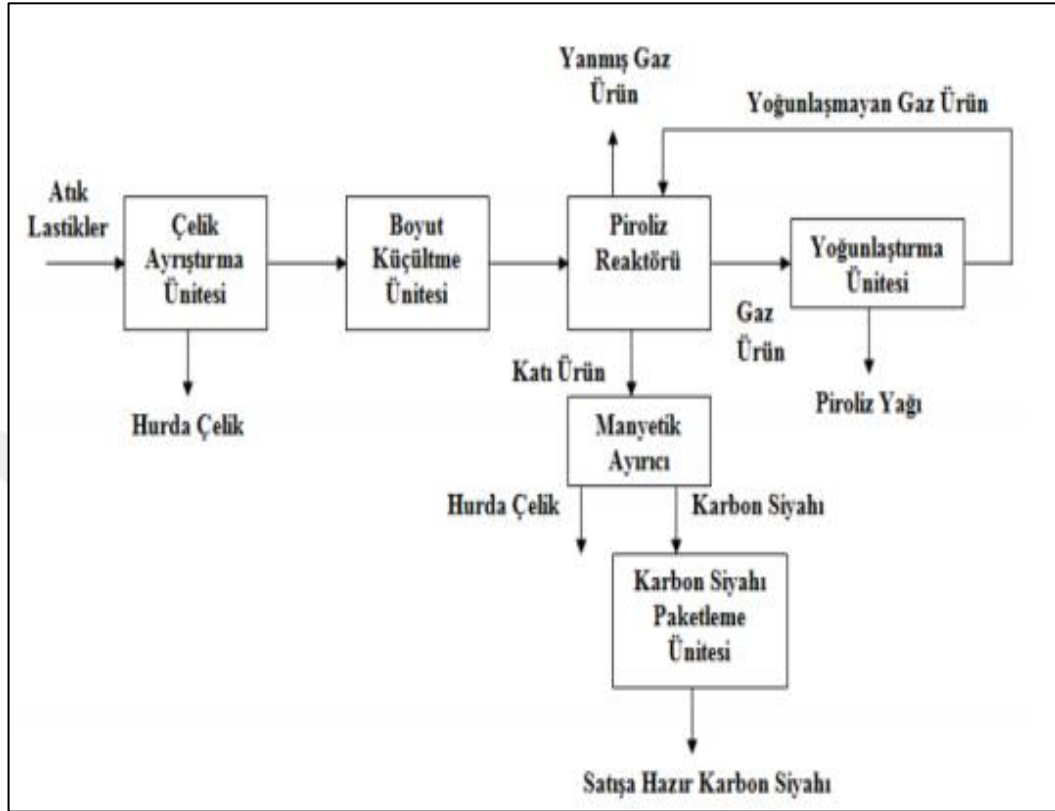 Yanmış Gaz
Ürün
Yoğunlaşmayan Gaz Ürün
Atık
Lastikler
Çelik
Ayrıştırma
Ünitesi
Boyut
Küçültme
Ünitesi
Piroliz
Reaktörü
Yoğunlaştırma
Ünitesi
Gaz
Ürün
Hurda Çelik
Katı Ürün
Piroliz Yağı
Manyetik
Ayırıcı
Hurda Çelik
Karbon Siyahı
Karbon Siyahı
Paketleme
Ünitesi
Satışa Hazır Karbon Siyahı